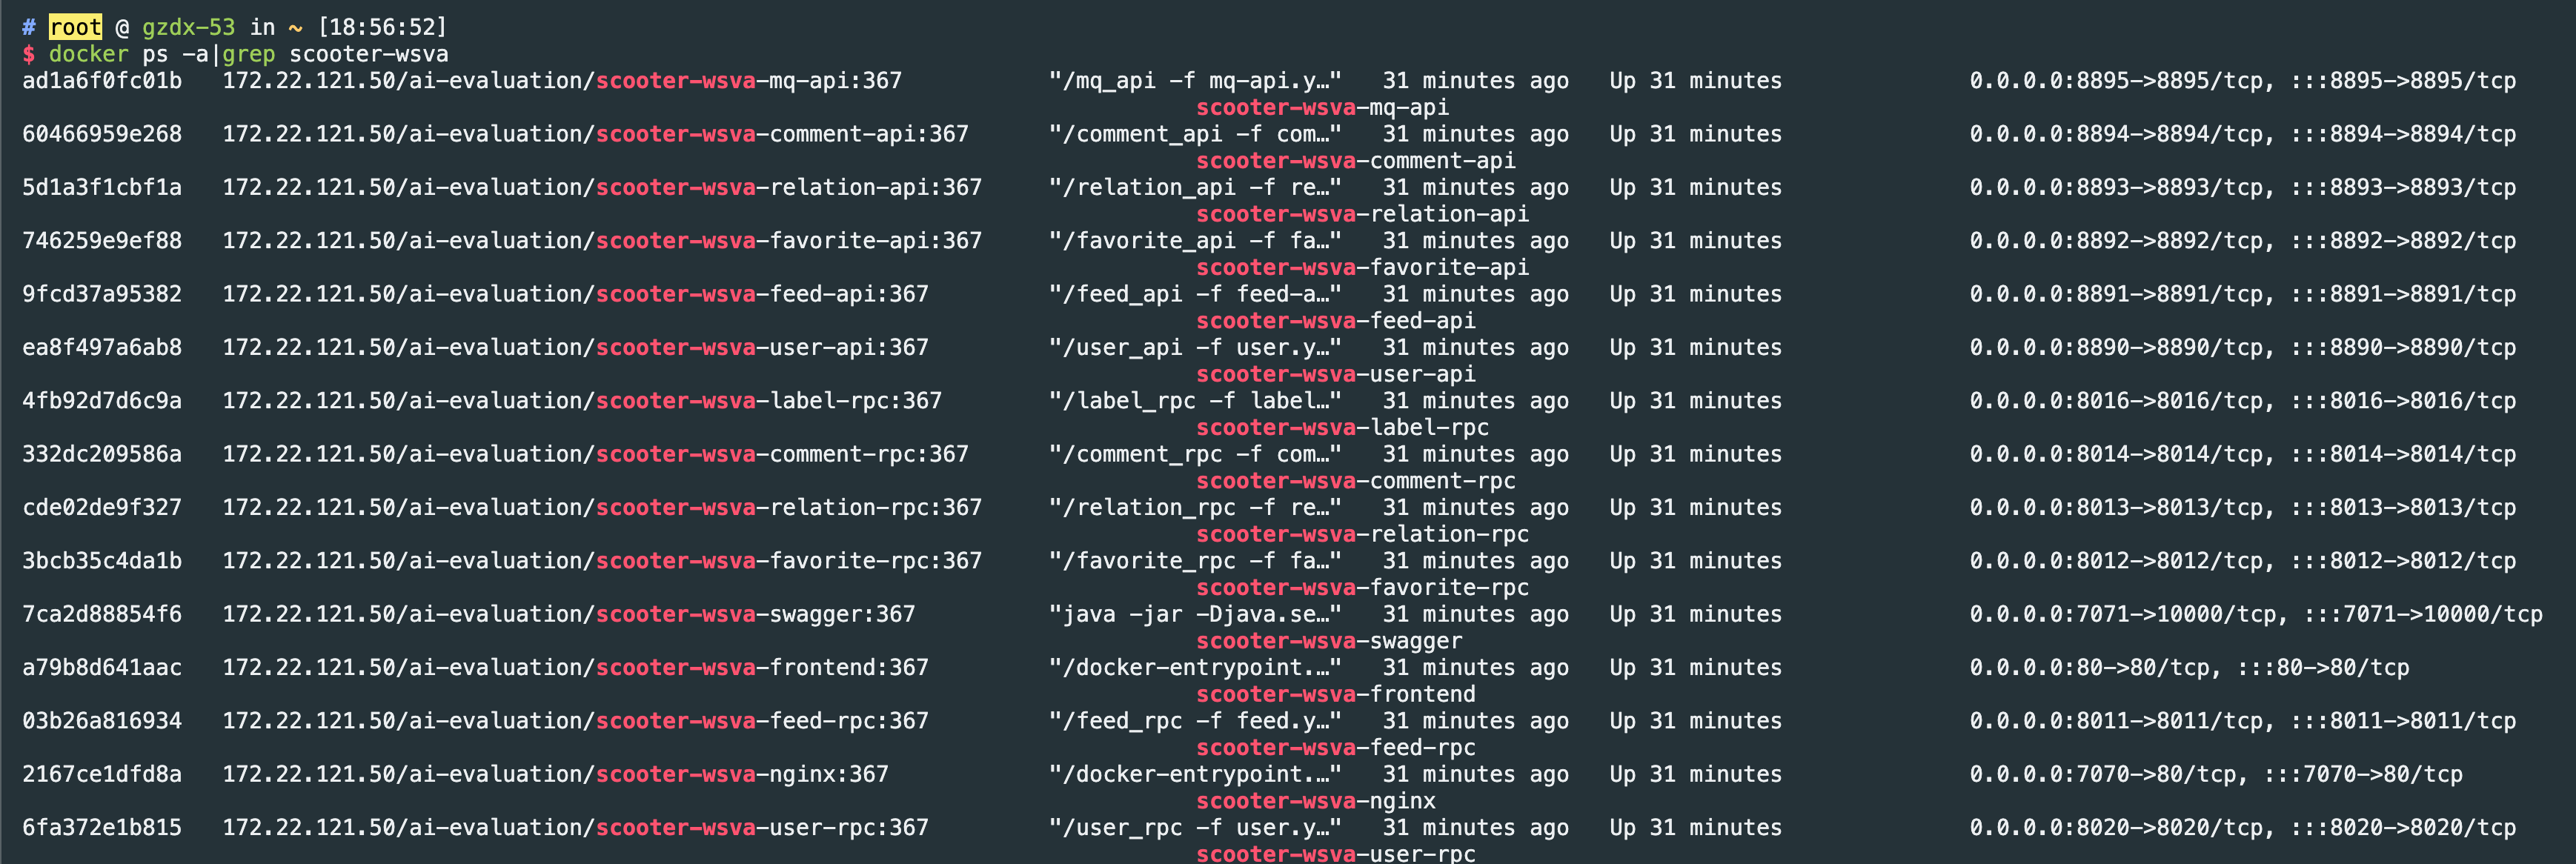 # root @ gzdx-53 in ~ [18:56:52]
$ docker ps -a|grep scooter-wsva
ad1a6f0fc01b   172.22.121.50/ai-evaluation/scooter-wsva-mq-api:367   "/mq_api -f mq-api.y…"   31 minutes ago   Up 31 minutes   0.0.0.0:8895->8895/tcp, :::8895->8895/tcp
scooter-wsva-mq-api
60466959e268   172.22.121.50/ai-evaluation/scooter-wsva-comment-api:367   "/comment_api -f com…"   31 minutes ago   Up 31 minutes   0.0.0.0:8894->8894/tcp, :::8894->8894/tcp
scooter-wsva-comment-api
5d1a3f1cbf1a   172.22.121.50/ai-evaluation/scooter-wsva-relation-api:367   "/relation_api -f re…"   31 minutes ago   Up 31 minutes   0.0.0.0:8893->8893/tcp, :::8893->8893/tcp
scooter-wsva-relation-api
746259e9ef88   172.22.121.50/ai-evaluation/scooter-wsva-favorite-api:367   "/favorite_api -f fa…"   31 minutes ago   Up 31 minutes   0.0.0.0:8892->8892/tcp, :::8892->8892/tcp
scooter-wsva-favorite-api
9fcd37a95382   172.22.121.50/ai-evaluation/scooter-wsva-feed-api:367   "/feed_api -f feed-a…"   31 minutes ago   Up 31 minutes   0.0.0.0:8891->8891/tcp, :::8891->8891/tcp
scooter-wsva-feed-api
ea8f497a6ab8   172.22.121.50/ai-evaluation/scooter-wsva-user-api:367   "/user_api -f user.y…"   31 minutes ago   Up 31 minutes   0.0.0.0:8890->8890/tcp, :::8890->8890/tcp
scooter-wsva-user-api
4fb92d7d6c9a   172.22.121.50/ai-evaluation/scooter-wsva-label-rpc:367   "/label_rpc -f label…"   31 minutes ago   Up 31 minutes   0.0.0.0:8016->8016/tcp, :::8016->8016/tcp
scooter-wsva-label-rpc
332dc209586a   172.22.121.50/ai-evaluation/scooter-wsva-comment-rpc:367   "/comment_rpc -f com…"   31 minutes ago   Up 31 minutes   0.0.0.0:8014->8014/tcp, :::8014->8014/tcp
scooter-wsva-comment-rpc
cde02de9f327   172.22.121.50/ai-evaluation/scooter-wsva-relation-rpc:367   "/relation_rpc -f re…"   31 minutes ago   Up 31 minutes   0.0.0.0:8013->8013/tcp, :::8013->8013/tcp
scooter-wsva-relation-rpc
3bcb35c4da1b   172.22.121.50/ai-evaluation/scooter-wsva-favorite-rpc:367   "/favorite_rpc -f fa…"   31 minutes ago   Up 31 minutes   0.0.0.0:8012->8012/tcp, :::8012->8012/tcp
scooter-wsva-favorite-rpc
7ca2d88854f6   172.22.121.50/ai-evaluation/scooter-wsva-swagger:367   "java -jar -Djava.se…"   31 minutes ago   Up 31 minutes   0.0.0.0:7071->10000/tcp, :::7071->10000/tcp
scooter-wsva-swagger
a79b8d641aac   172.22.121.50/ai-evaluation/scooter-wsva-frontend:367   "/docker-entrypoint.…"   31 minutes ago   Up 31 minutes   0.0.0.0:80->80/tcp, :::80->80/tcp
scooter-wsva-frontend
03b26a816934   172.22.121.50/ai-evaluation/scooter-wsva-feed-rpc:367   "/feed_rpc -f feed.y…"   31 minutes ago   Up 31 minutes   0.0.0.0:8011->8011/tcp, :::8011->8011/tcp
scooter-wsva-feed-rpc
2167ce1dfd8a   172.22.121.50/ai-evaluation/scooter-wsva-nginx:367   "/docker-entrypoint.…"   31 minutes ago   Up 31 minutes   0.0.0.0:7070->80/tcp, :::7070->80/tcp
scooter-wsva-nginx
6fa372e1b815   172.22.121.50/ai-evaluation/scooter-wsva-user-rpc:367   "/user_rpc -f user.y…"   31 minutes ago   Up 31 minutes   0.0.0.0:8020->8020/tcp, :::8020->8020/tcp
scooter-wsva-user-rpc